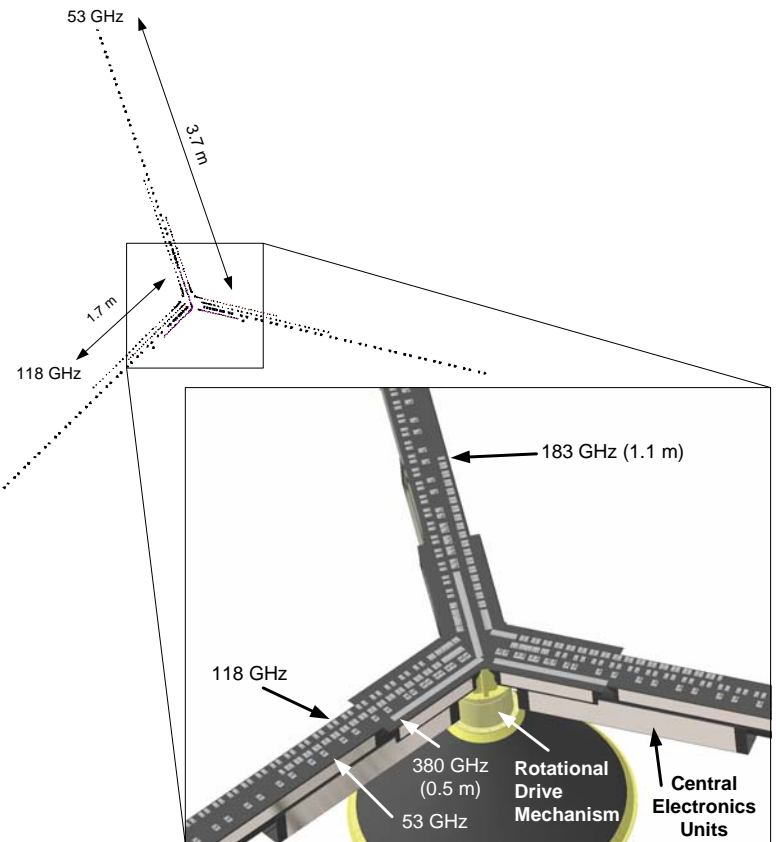 53 GHz
3.7 m
1.7 m
118 GHz
183 GHz (1.1 m)
118 GHz
380 GHz
(0.5 m)
53 GHz
Rotational
Drive
Mechanism
Central
Electronics
Units